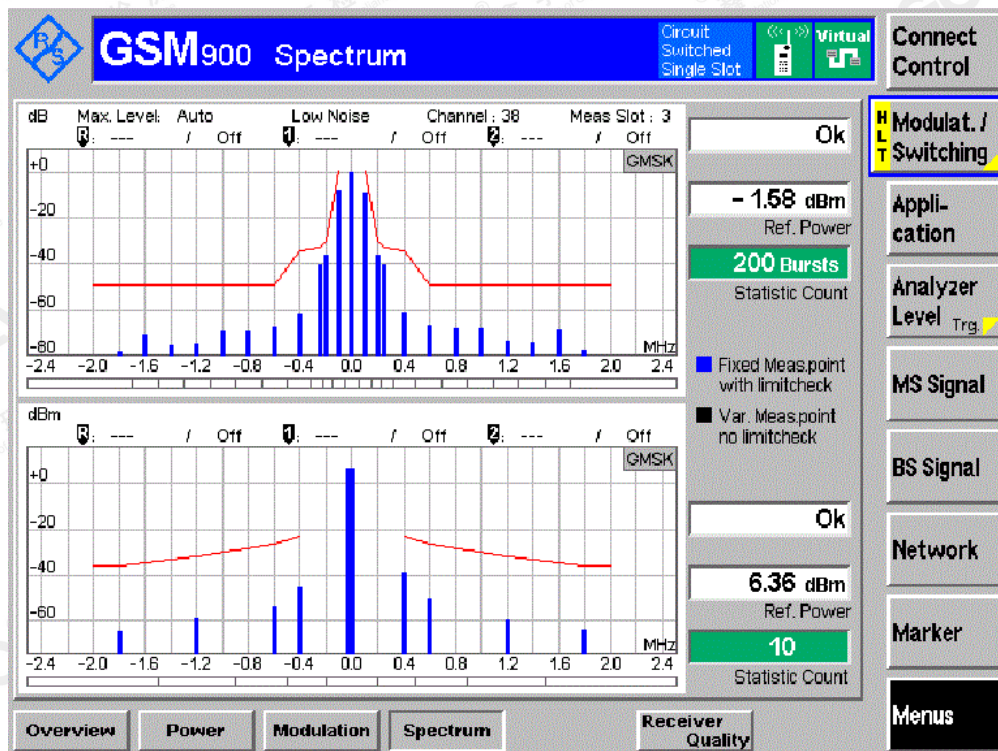 R/S
GSM900 Spectrum
Circuit Switched Single Slot
Virtual
Connect Control
dB Max. Level: Auto Low Noise Channel : 38 Meas Slot : 3
R: --- / Off 1: --- / Off 2: --- / Off
GMSK
+0
-20
-40
-60
-80
MHz
-2.4 -2.0 -1.6 -1.2 -0.8 -0.4 0.0 0.4 0.8 1.2 1.6 2.0 2.4
Ok
- 1.58 dBm
Ref. Power
200 Bursts
Statistic Count
Fixed Meas.point
with limitcheck
Var. Meas.point
no limitcheck
dBm
R: --- / Off 1: --- / Off 2: --- / Off
GMSK
+0
-20
-40
-60
MHz
-2.4 -2.0 -1.6 -1.2 -0.8 -0.4 0.0 0.4 0.8 1.2 1.6 2.0 2.4
Ok
6.36 dBm
Ref. Power
10
Statistic Count
HLT
Modulat. /
Switching
Appli-
cation
Analyzer
Level Trg.
MS Signal
BS Signal
Network
Marker
Menus
Overview Power Modulation Spectrum Receiver Quality